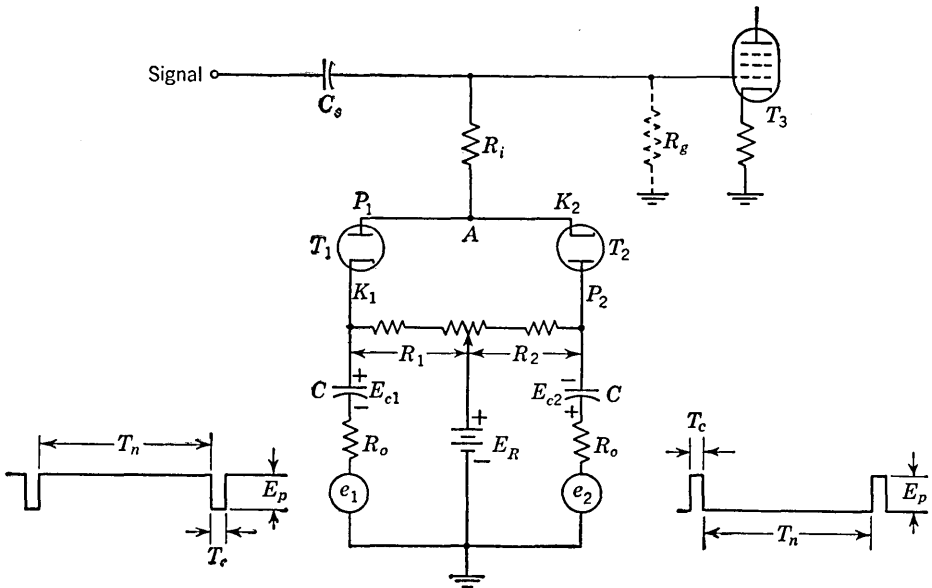 Signal
C_s
T_3
R_i
R_g
P_1
K_2
A
T_1
T_2
K_1
P_2
R_1
R_2
+
−
C
E_c1
−
E_c2
C
+
T_n
R_o
+
E_R
−
R_o
T_c
E_p
e_1
e_2
E_p
T_c
T_n